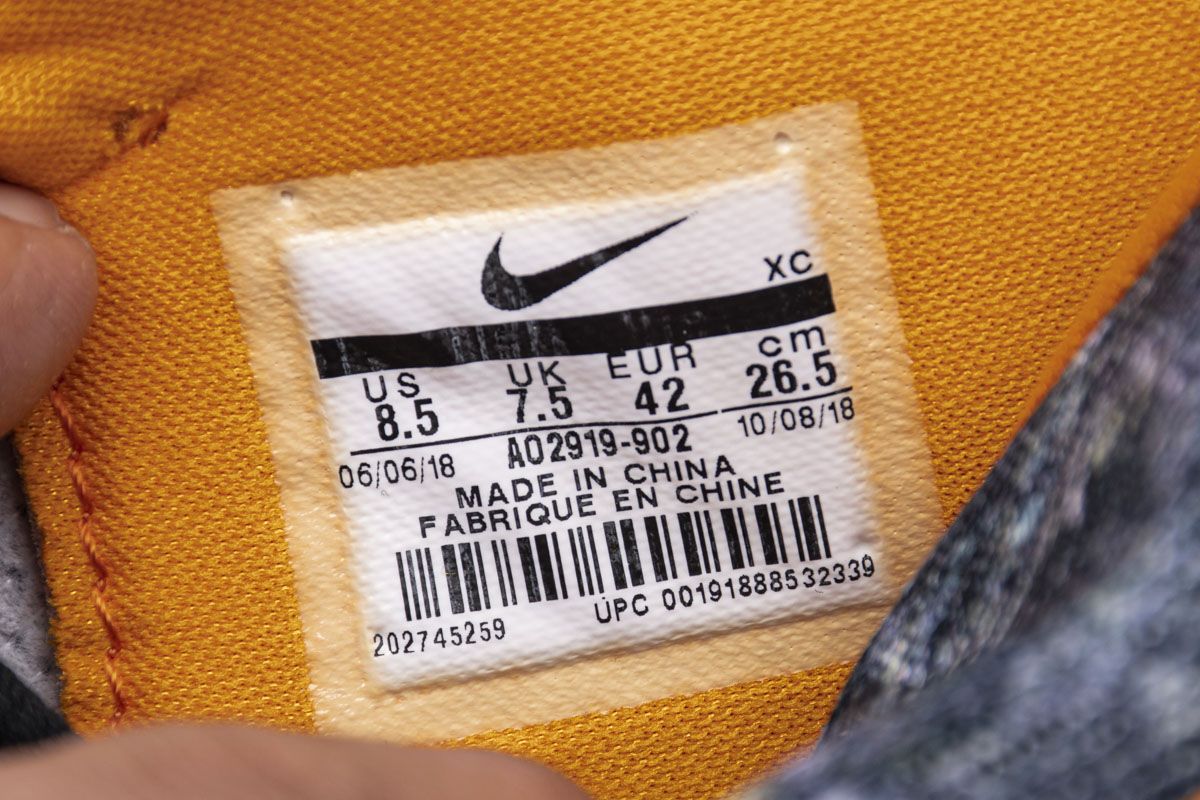 XC
US UK EUR cm
8.5 7.5 42 26.5
06/06/18 AO2919-902 10/08/18
MADE IN CHINA
FABRIQUE EN CHINE
202745259 UPC 00191888532339